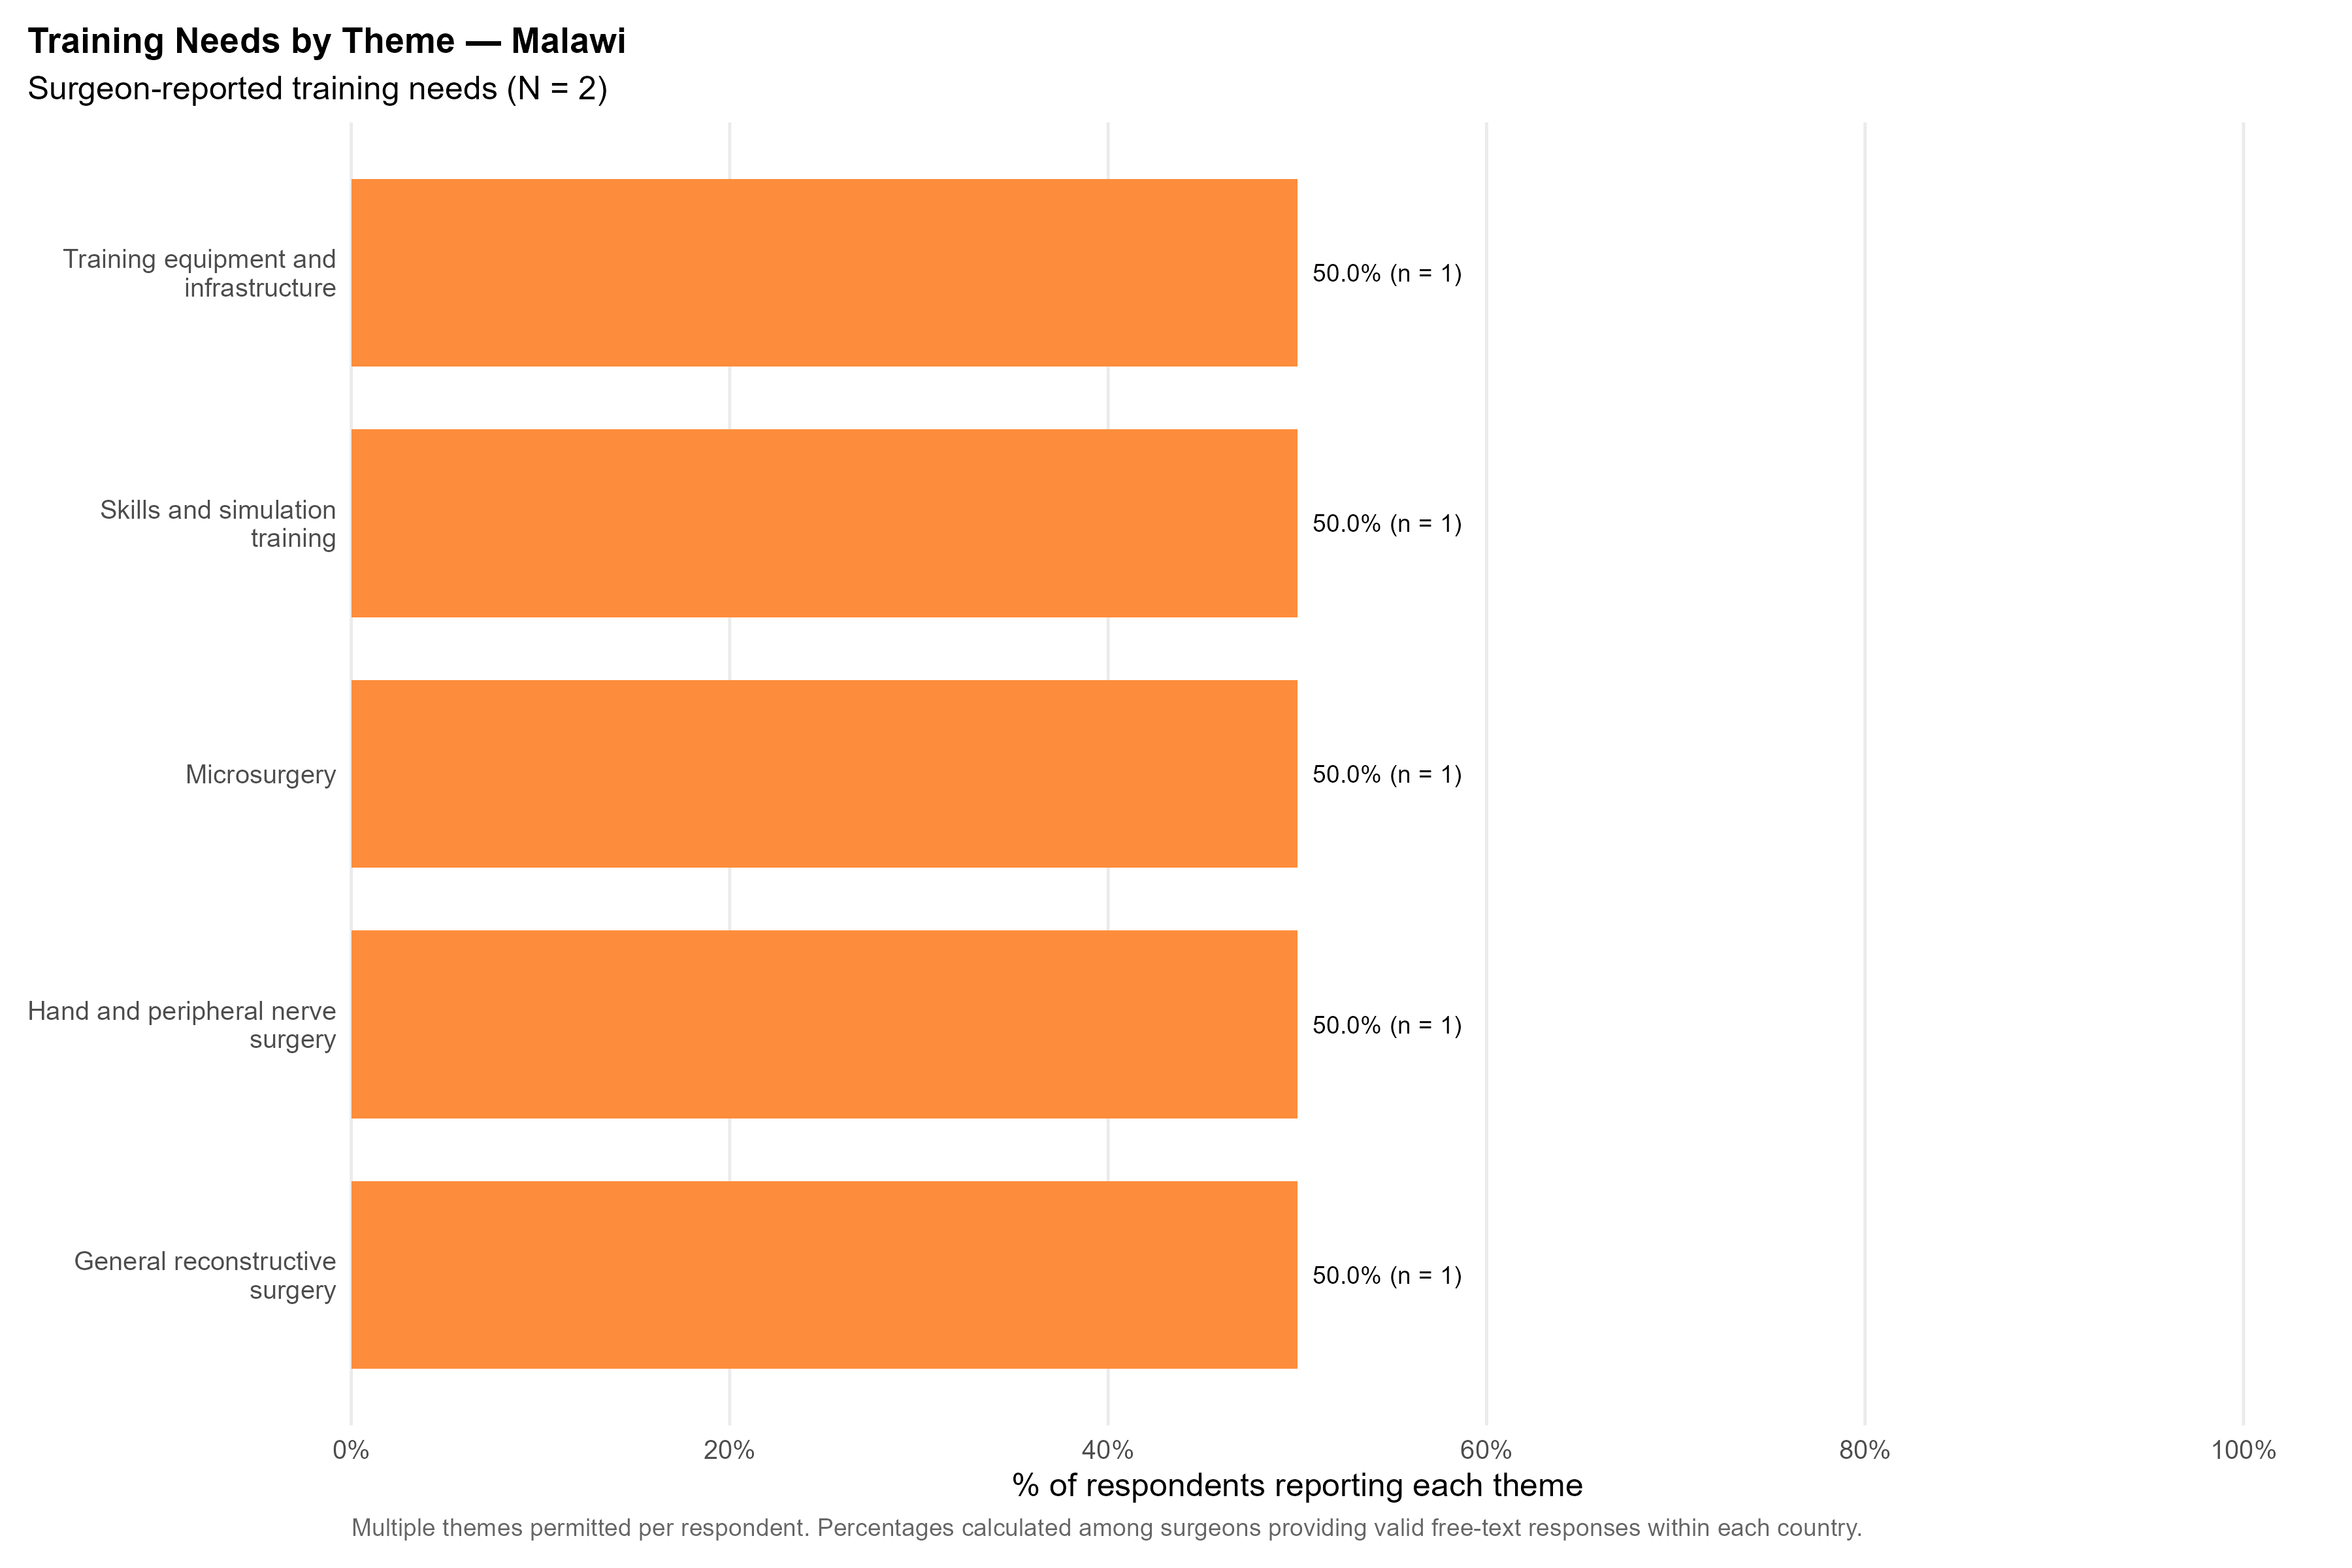 Training Needs by Theme — Malawi
Surgeon-reported training needs (N = 2)
Training equipment and
infrastructure
50.0% (n = 1)
Skills and simulation
training
50.0% (n = 1)
Microsurgery
50.0% (n = 1)
Hand and peripheral nerve
surgery
50.0% (n = 1)
General reconstructive
surgery
50.0% (n = 1)
0% 20% 40% 60% 80% 100%
% of respondents reporting each theme
Multiple themes permitted per respondent. Percentages calculated among surgeons providing valid free-text responses within each country.